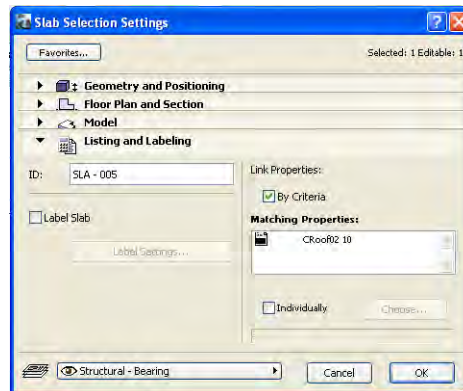 Slab Selection Settings
Favorites...
Selected: 1 Editable: 1
Geometry and Positioning
Floor Plan and Section
Model
Listing and Labeling
ID:
SLA - 005
Link Properties:
By Criteria
Label Slab
Matching Properties:
CRoof02 10
Label Settings...
Individually
Choose...
Structural - Bearing
Cancel
OK